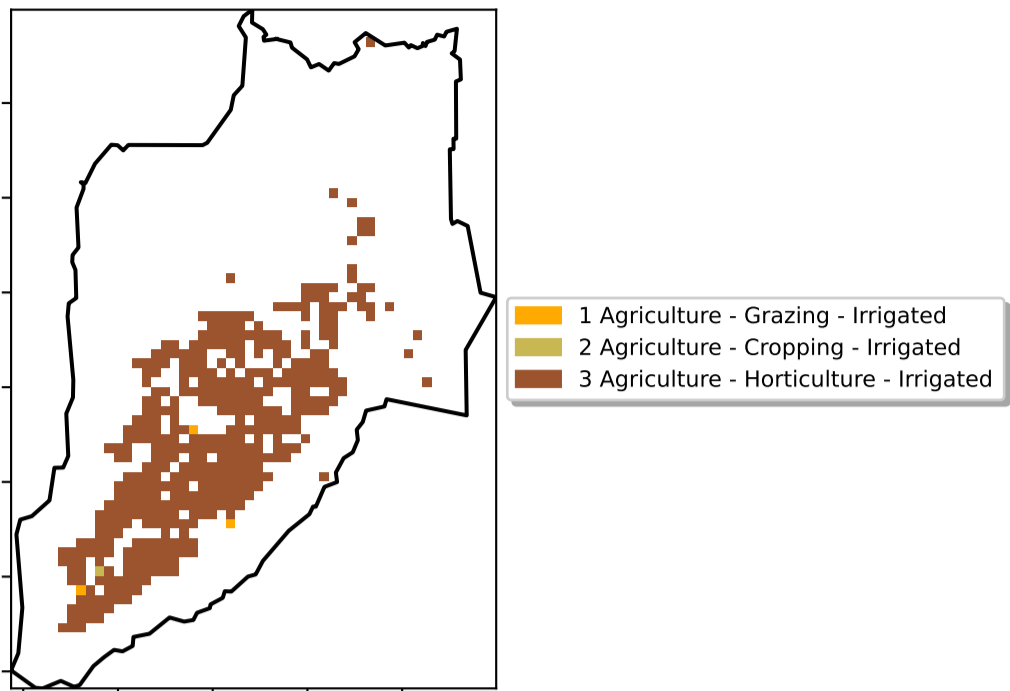 1 Agriculture - Grazing - Irrigated
2 Agriculture - Cropping - Irrigated
3 Agriculture - Horticulture - Irrigated